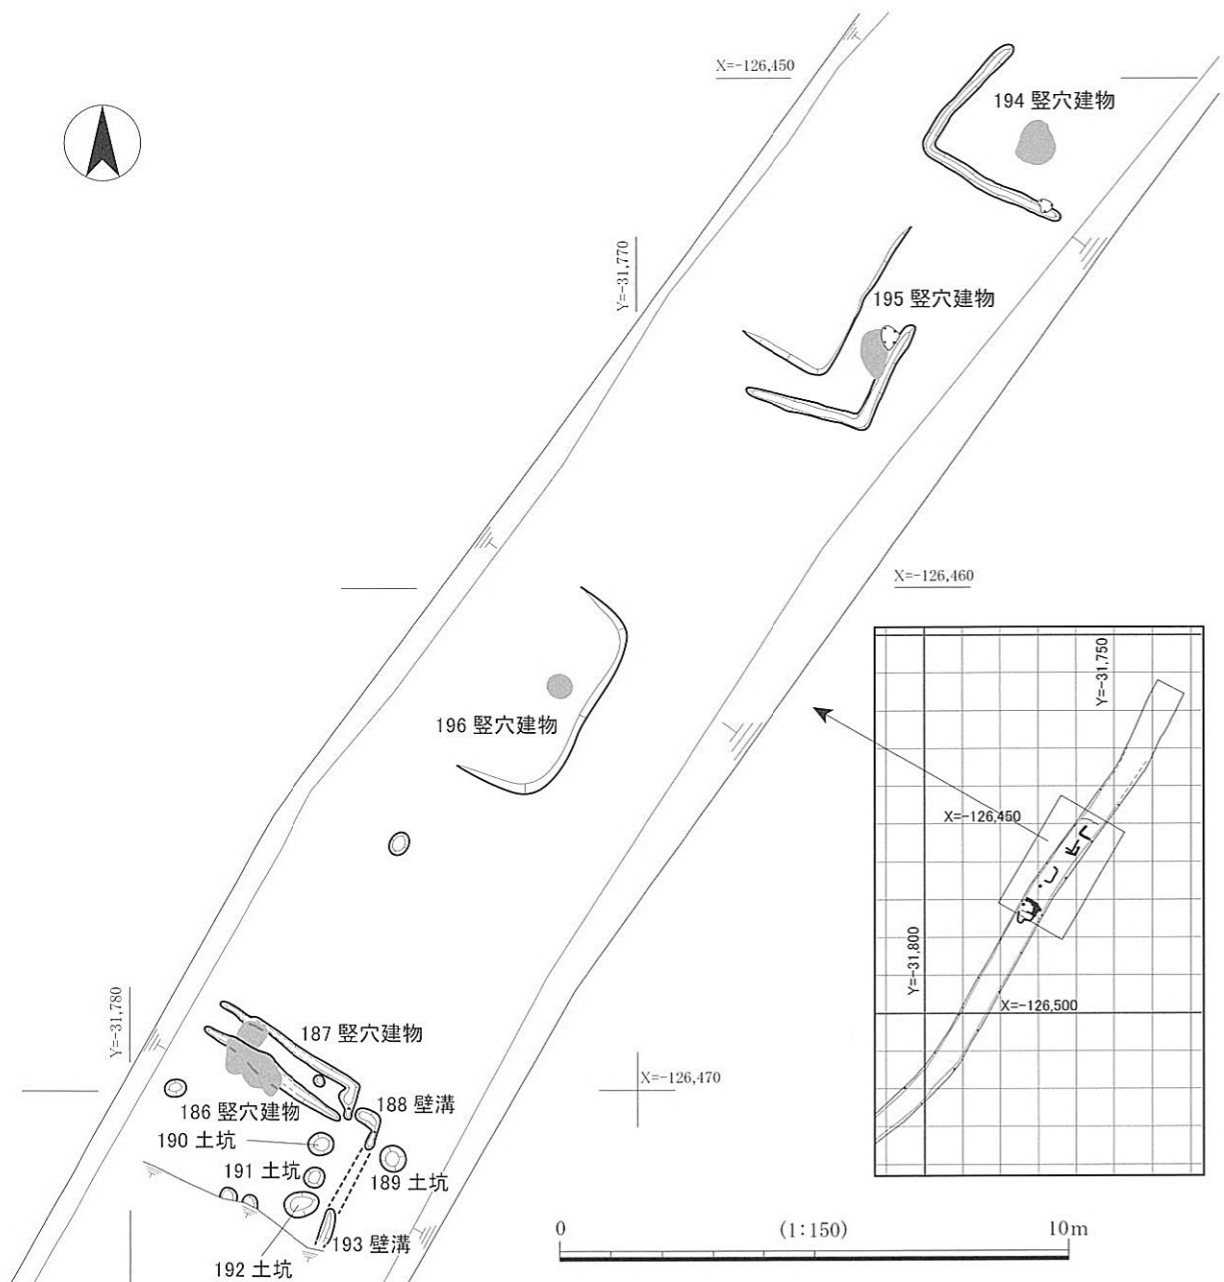 X=-126,450
194 竪穴建物
Y=-31,770
195 竪穴建物
X=-126,460
Y=-31,750
196 竪穴建物
X=-126,450
Y=-31,800
X=-126,500
Y=-31,780
187 竪穴建物
X=-126,470
186 竪穴建物
188 壁溝
190 土坑
191 土坑
189 土坑
193 壁溝
192 土坑
0
(1:150)
10m